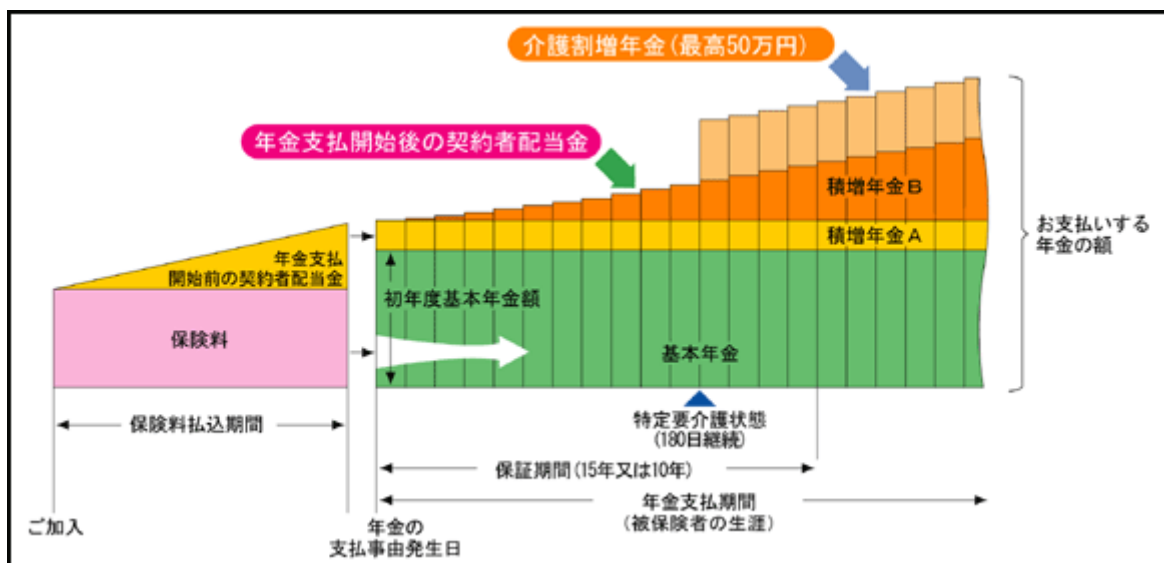 介護割増年金(最高50万円)
年金支払開始後の契約者配当金
積増年金B
積増年金A
お支払いする
年金の額
年金支払
開始前の契約者配当金
初年度基本年金額
保険料
基本年金
特定要介護状態
(180日継続)
保険料払込期間
保証期間(15年又は10年)
年金支払期間
(被保険者の生涯)
ご加入
年金の
支払事由発生日